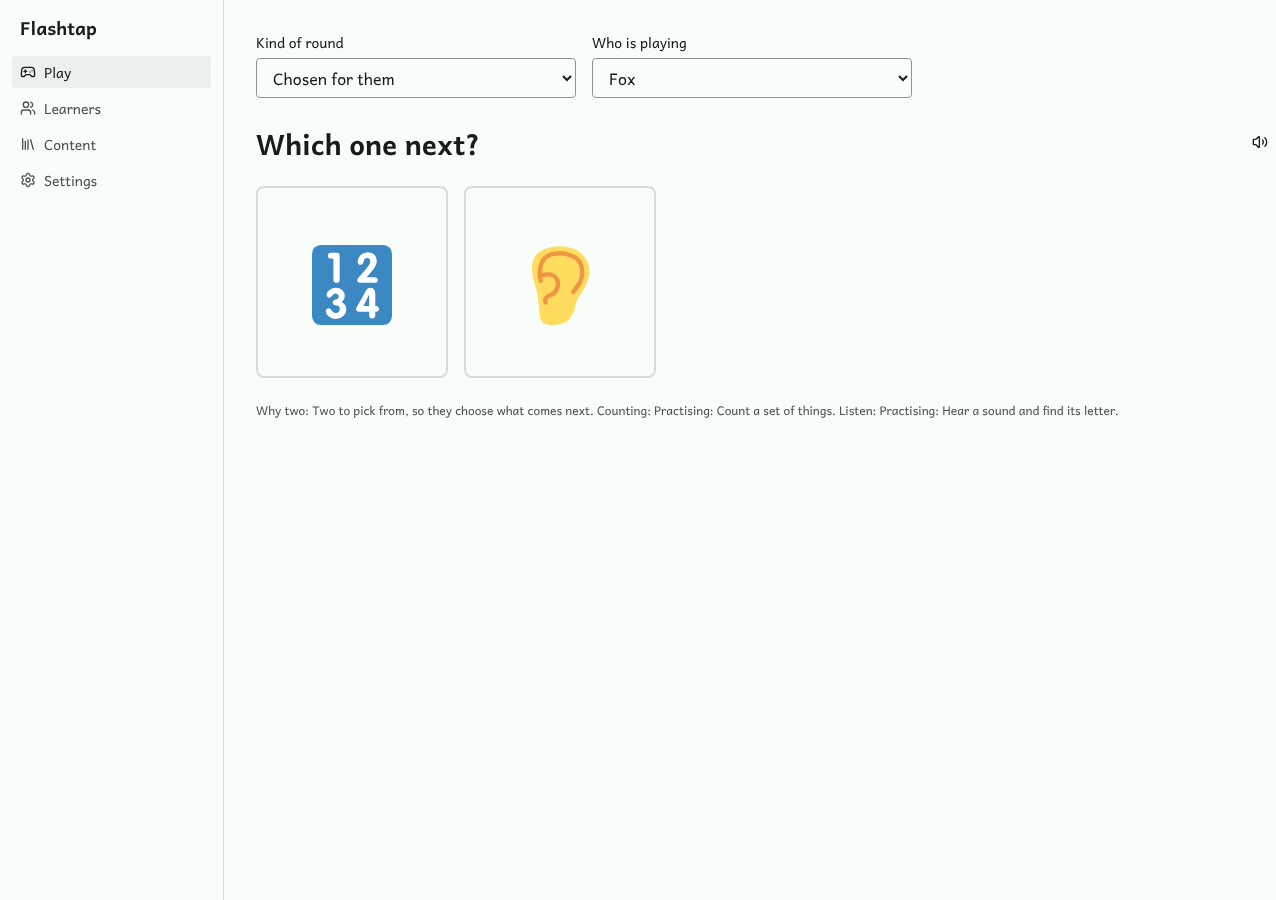 Flashtap
Play
Learners
Content
Settings
Kind of round
Who is playing
Chosen for them
Fox
Which one next?
1 2
3 4
Why two: Two to pick from, so they choose what comes next. Counting: Practising: Count a set of things. Listen: Practising: Hear a sound and find its letter.